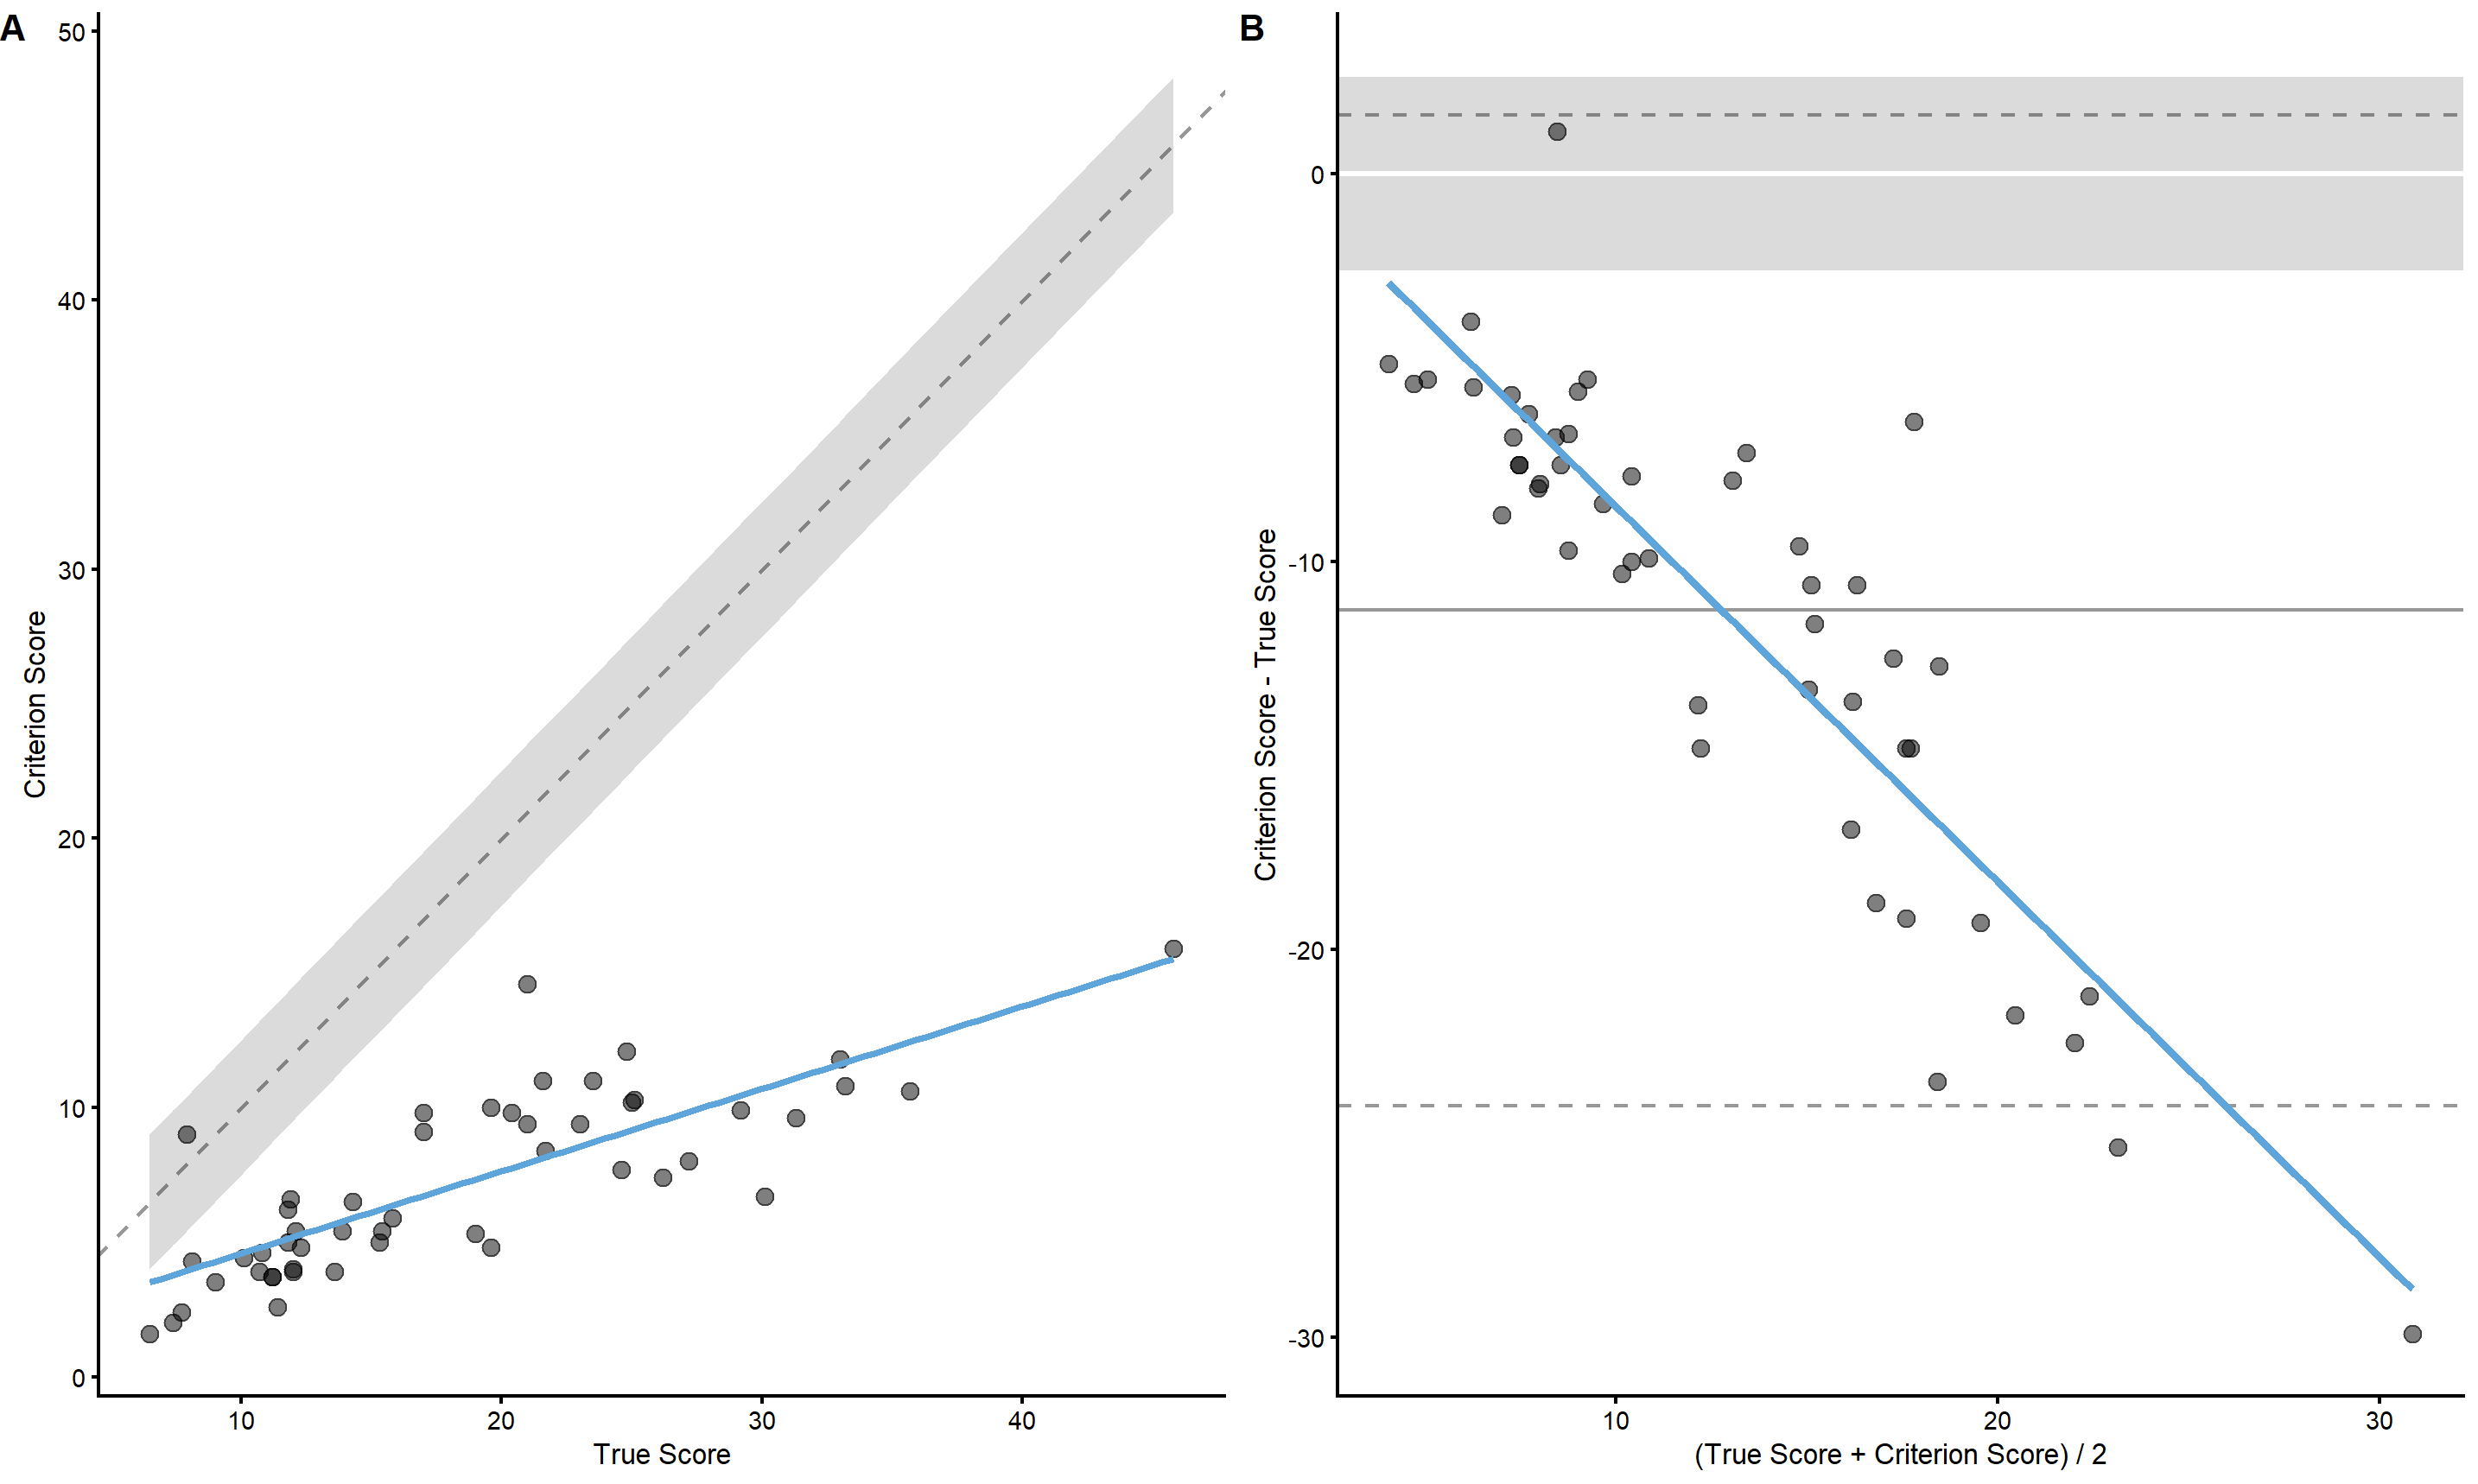 A
50
40
30
20
10
0
Criterion Score
10 20 30 40
True Score
B
0
-10
-20
-30
Criterion Score - True Score
10 20 30
(True Score + Criterion Score) / 2